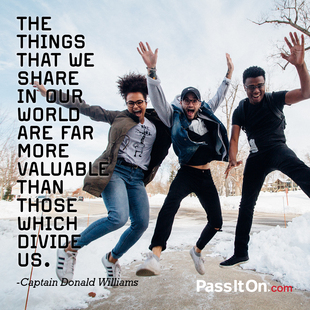 THE
THINGS
THAT WE
SHARE
IN OUR
WORLD
ARE FAR
MORE
VALUABLE
THAN
THOSE
WHICH
DIVIDE
US.
-Captain Donald Williams
PassItOn.com